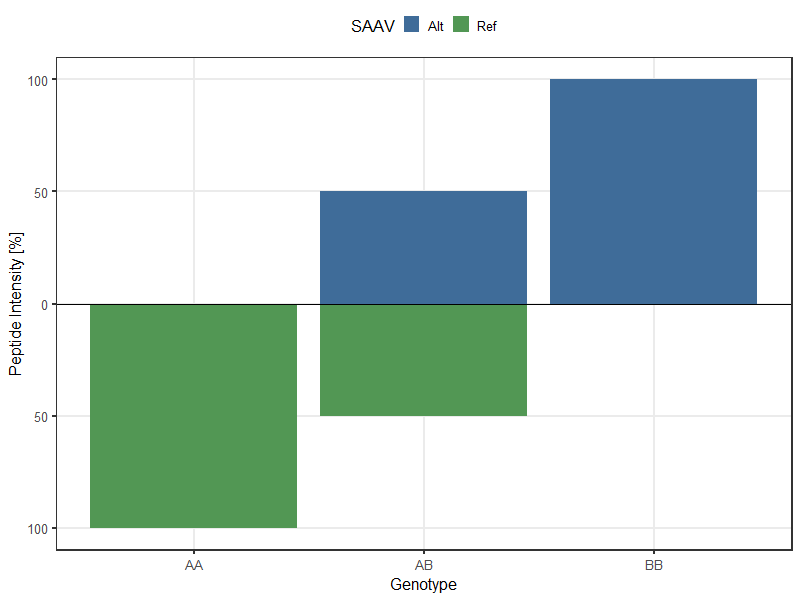 SAAV Alt Ref
Peptide Intensity [%]
100
50
0
50
100
AA AB BB
Genotype